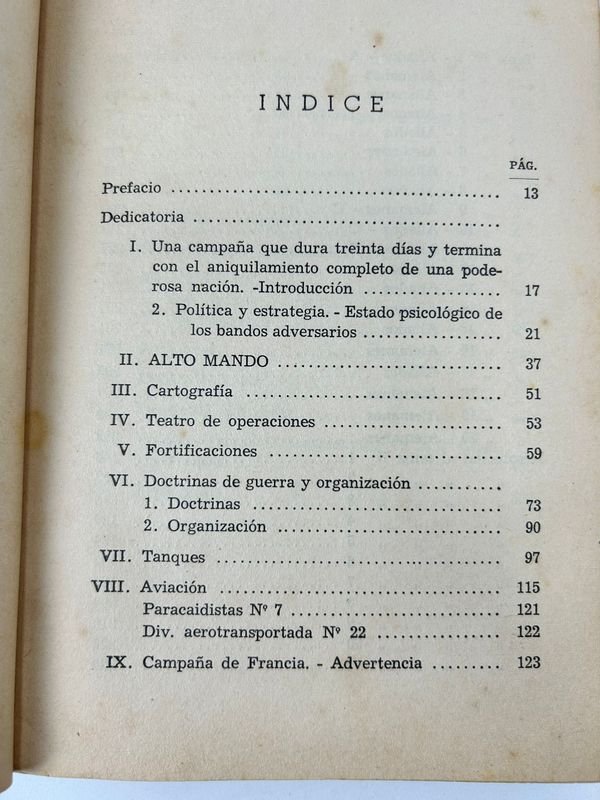 INDICE
PÁG.
Prefacio ................................................ 13
Dedicatoria .............................................
I. Una campaña que dura treinta días y termina
con el aniquilamiento completo de una pode-
rosa nación. -Introducción .................. 17
2. Política y estrategia. - Estado psicológico de
los bandos adversarios .................. 21
II. ALTO MANDO ............................. 37
III. Cartografía ................................. 51
IV. Teatro de operaciones ....................... 53
V. Fortificaciones .............................. 59
VI. Doctrinas de guerra y organización ...........
1. Doctrinas ................................ 73
2. Organización ............................. 90
VII. Tanques ..................................... 97
VIII. Aviación .................................... 115
Paracaidistas Nº 7 .......................... 121
Div. aerotransportada Nº 22 ................ 122
IX. Campaña de Francia. - Advertencia ......... 123